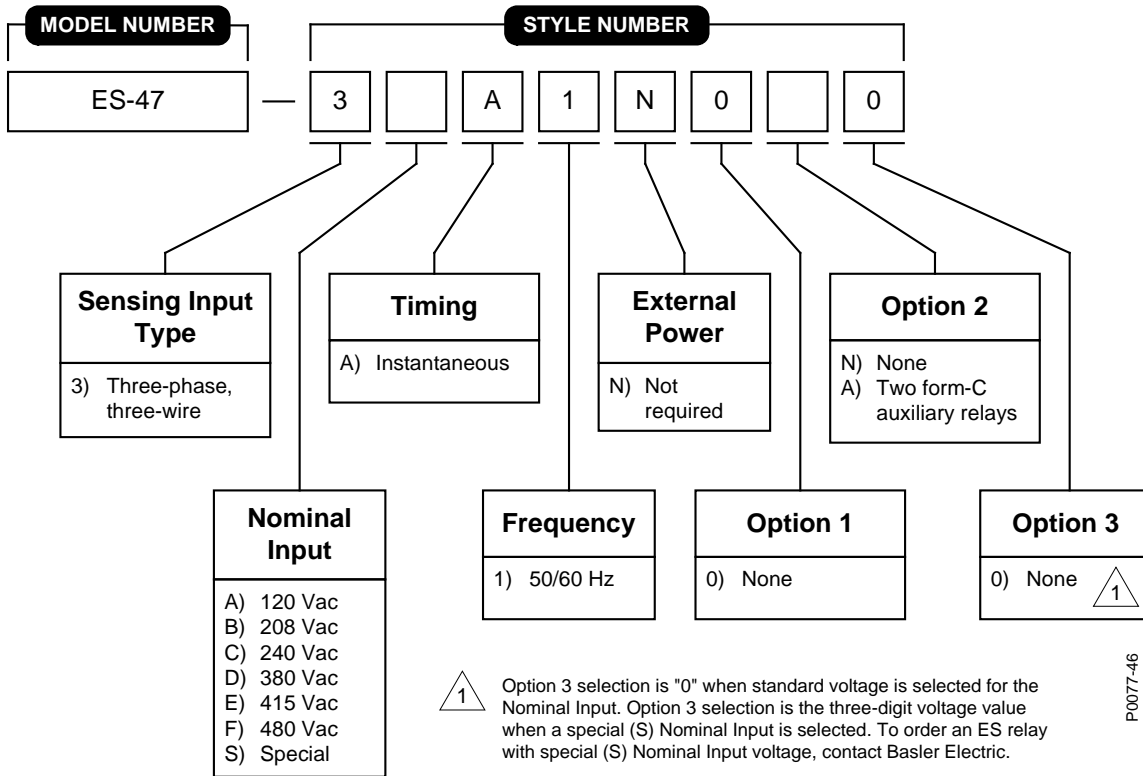 MODEL NUMBER
STYLE NUMBER
ES-47 — 3 A 1 N 0 0
Sensing Input
Type
3) Three-phase,
three-wire
Timing
A) Instantaneous
External
Power
N) Not
required
Option 2
N) None
A) Two form-C
auxiliary relays
Nominal
Input
A) 120 Vac
B) 208 Vac
C) 240 Vac
D) 380 Vac
E) 415 Vac
F) 480 Vac
S) Special
Frequency
1) 50/60 Hz
Option 1
0) None
Option 3
0) None 1
1 Option 3 selection is "0" when standard voltage is selected for the
Nominal Input. Option 3 selection is the three-digit voltage value
when a special (S) Nominal Input is selected. To order an ES relay
with special (S) Nominal Input voltage, contact Basler Electric.
P0077-46